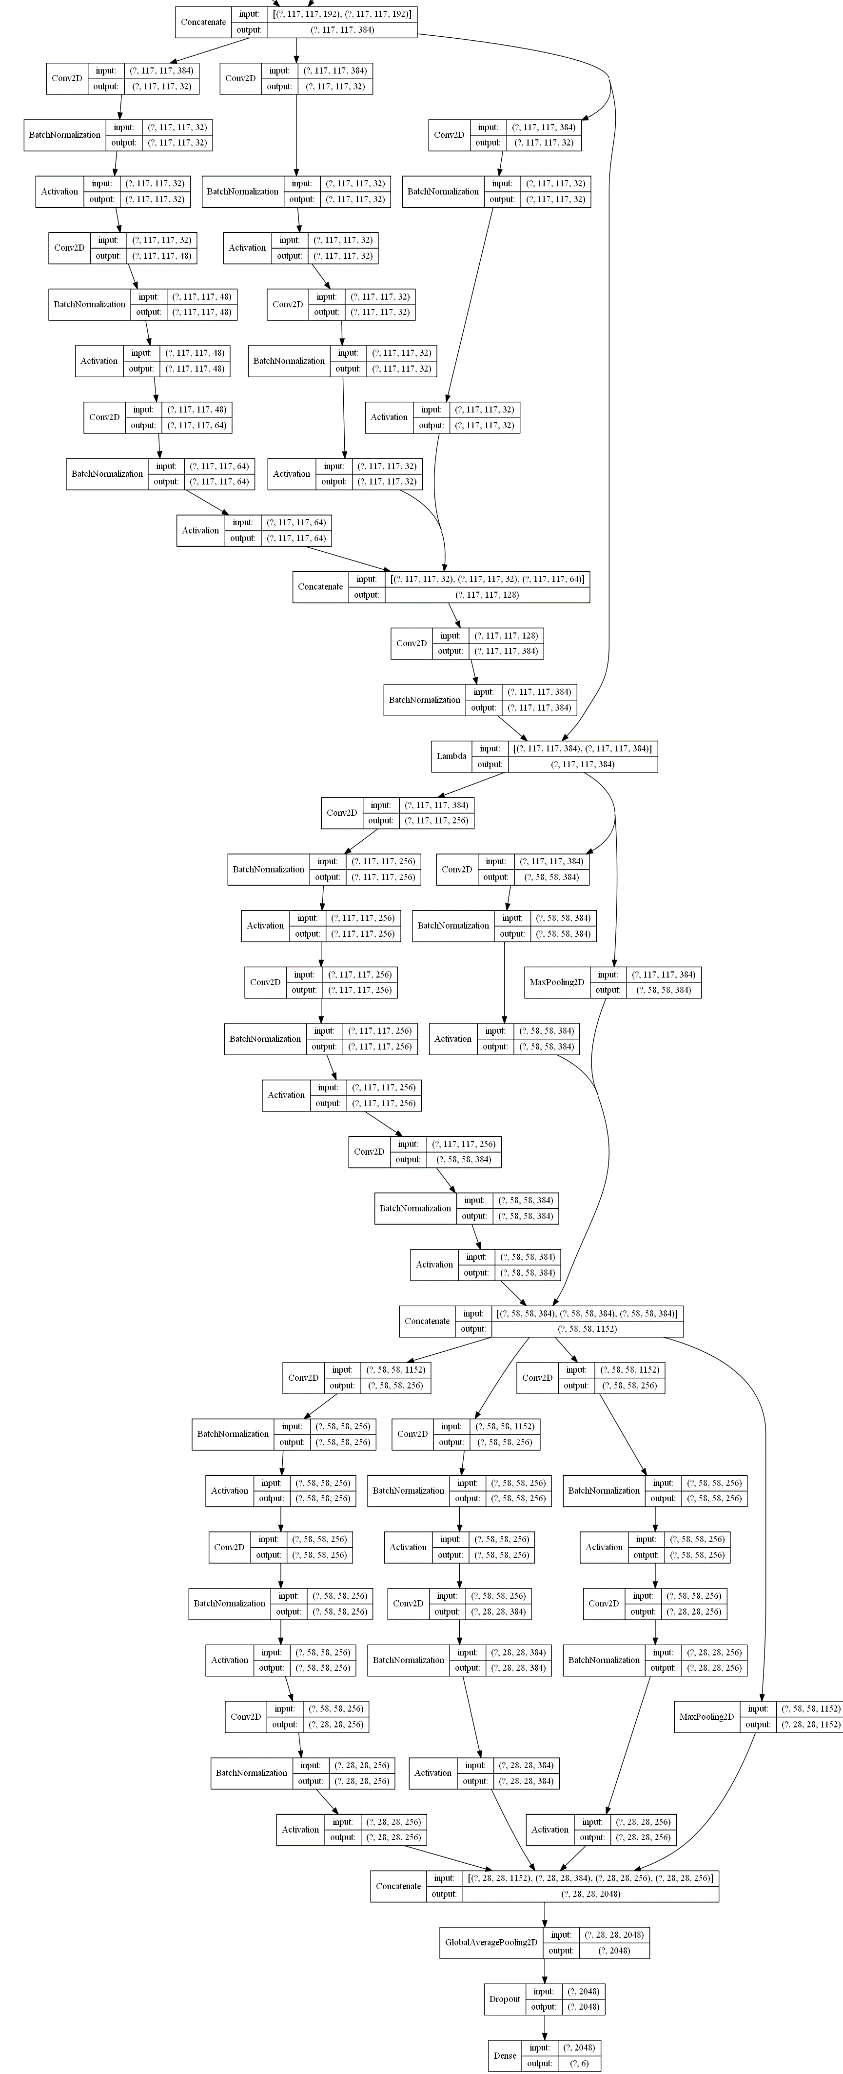 Concatenate input: [(?, 117, 117, 192), (?, 117, 117, 192)]
output: (?, 117, 117, 384)
Conv2D input: (?, 117, 117, 384)
output: (?, 117, 117, 32)
Conv2D input: (?, 117, 117, 384)
output: (?, 117, 117, 32)
BatchNormalization input: (?, 117, 117, 32)
output: (?, 117, 117, 32)
Conv2D input: (?, 117, 117, 384)
output: (?, 117, 117, 32)
Activation input: (?, 117, 117, 32)
output: (?, 117, 117, 32)
BatchNormalization input: (?, 117, 117, 32)
output: (?, 117, 117, 32)
BatchNormalization input: (?, 117, 117, 32)
output: (?, 117, 117, 32)
Conv2D input: (?, 117, 117, 32)
output: (?, 117, 117, 48)
Activation input: (?, 117, 117, 32)
output: (?, 117, 117, 32)
BatchNormalization input: (?, 117, 117, 48)
output: (?, 117, 117, 48)
Conv2D input: (?, 117, 117, 32)
output: (?, 117, 117, 32)
Activation input: (?, 117, 117, 48)
output: (?, 117, 117, 48)
BatchNormalization input: (?, 117, 117, 32)
output: (?, 117, 117, 32)
Conv2D input: (?, 117, 117, 48)
output: (?, 117, 117, 64)
Activation input: (?, 117, 117, 32)
output: (?, 117, 117, 32)
BatchNormalization input: (?, 117, 117, 64)
output: (?, 117, 117, 64)
Activation input: (?, 117, 117, 32)
output: (?, 117, 117, 32)
Activation input: (?, 117, 117, 64)
output: (?, 117, 117, 64)
Concatenate input: [(?, 117, 117, 32), (?, 117, 117, 32), (?, 117, 117, 64)]
output: (?, 117, 117, 128)
Conv2D input: (?, 117, 117, 128)
output: (?, 117, 117, 384)
BatchNormalization input: (?, 117, 117, 384)
output: (?, 117, 117, 384)
Lambda input: [(?, 117, 117, 384), (?, 117, 117, 384)]
output: (?, 117, 117, 384)
Conv2D input: (?, 117, 117, 384)
output: (?, 117, 117, 256)
BatchNormalization input: (?, 117, 117, 256)
output: (?, 117, 117, 256)
Conv2D input: (?, 117, 117, 384)
output: (?, 58, 58, 384)
Activation input: (?, 117, 117, 256)
output: (?, 117, 117, 256)
BatchNormalization input: (?, 58, 58, 384)
output: (?, 58, 58, 384)
Conv2D input: (?, 117, 117, 256)
output: (?, 117, 117, 256)
MaxPooling2D input: (?, 117, 117, 384)
output: (?, 58, 58, 384)
BatchNormalization input: (?, 117, 117, 256)
output: (?, 117, 117, 256)
Activation input: (?, 58, 58, 384)
output: (?, 58, 58, 384)
Activation input: (?, 117, 117, 256)
output: (?, 117, 117, 256)
Conv2D input: (?, 117, 117, 256)
output: (?, 58, 58, 384)
BatchNormalization input: (?, 58, 58, 384)
output: (?, 58, 58, 384)
Activation input: (?, 58, 58, 384)
output: (?, 58, 58, 384)
Concatenate input: [(?, 58, 58, 384), (?, 58, 58, 384), (?, 58, 58, 384)]
output: (?, 58, 58, 1152)
Conv2D input: (?, 58, 58, 1152)
output: (?, 58, 58, 256)
Conv2D input: (?, 58, 58, 1152)
output: (?, 58, 58, 256)
BatchNormalization input: (?, 58, 58, 256)
output: (?, 58, 58, 256)
Conv2D input: (?, 58, 58, 1152)
output: (?, 58, 58, 256)
Activation input: (?, 58, 58, 256)
output: (?, 58, 58, 256)
BatchNormalization input: (?, 58, 58, 256)
output: (?, 58, 58, 256)
BatchNormalization input: (?, 58, 58, 256)
output: (?, 58, 58, 256)
Conv2D input: (?, 58, 58, 256)
output: (?, 58, 58, 256)
Activation input: (?, 58, 58, 256)
output: (?, 58, 58, 256)
Activation input: (?, 58, 58, 256)
output: (?, 58, 58, 256)
BatchNormalization input: (?, 58, 58, 256)
output: (?, 58, 58, 256)
Conv2D input: (?, 58, 58, 256)
output: (?, 28, 28, 384)
Conv2D input: (?, 58, 58, 256)
output: (?, 28, 28, 256)
Activation input: (?, 58, 58, 256)
output: (?, 58, 58, 256)
BatchNormalization input: (?, 28, 28, 384)
output: (?, 28, 28, 384)
BatchNormalization input: (?, 28, 28, 256)
output: (?, 28, 28, 256)
Conv2D input: (?, 58, 58, 256)
output: (?, 28, 28, 256)
MaxPooling2D input: (?, 58, 58, 1152)
output: (?, 28, 28, 1152)
BatchNormalization input: (?, 28, 28, 256)
output: (?, 28, 28, 256)
Activation input: (?, 28, 28, 384)
output: (?, 28, 28, 384)
Activation input: (?, 28, 28, 256)
output: (?, 28, 28, 256)
Activation input: (?, 28, 28, 256)
output: (?, 28, 28, 256)
Concatenate input: [(?, 28, 28, 1152), (?, 28, 28, 384), (?, 28, 28, 256), (?, 28, 28, 256)]
output: (?, 28, 28, 2048)
GlobalAveragePooling2D input: (?, 28, 28, 2048)
output: (?, 2048)
Dropout input: (?, 2048)
output: (?, 2048)
Dense input: (?, 2048)
output: (?, 6)